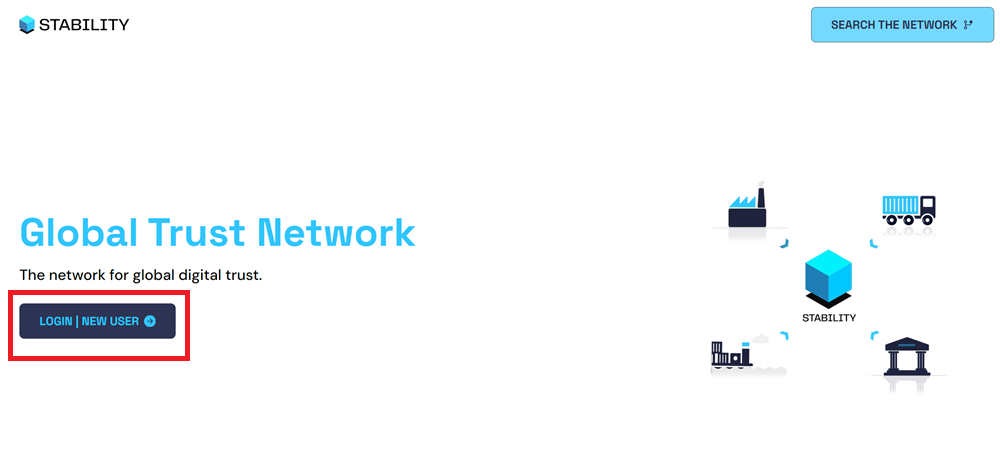 STABILITY
SEARCH THE NETWORK
Global Trust Network
The network for global digital trust.
LOGIN | NEW USER
STABILITY